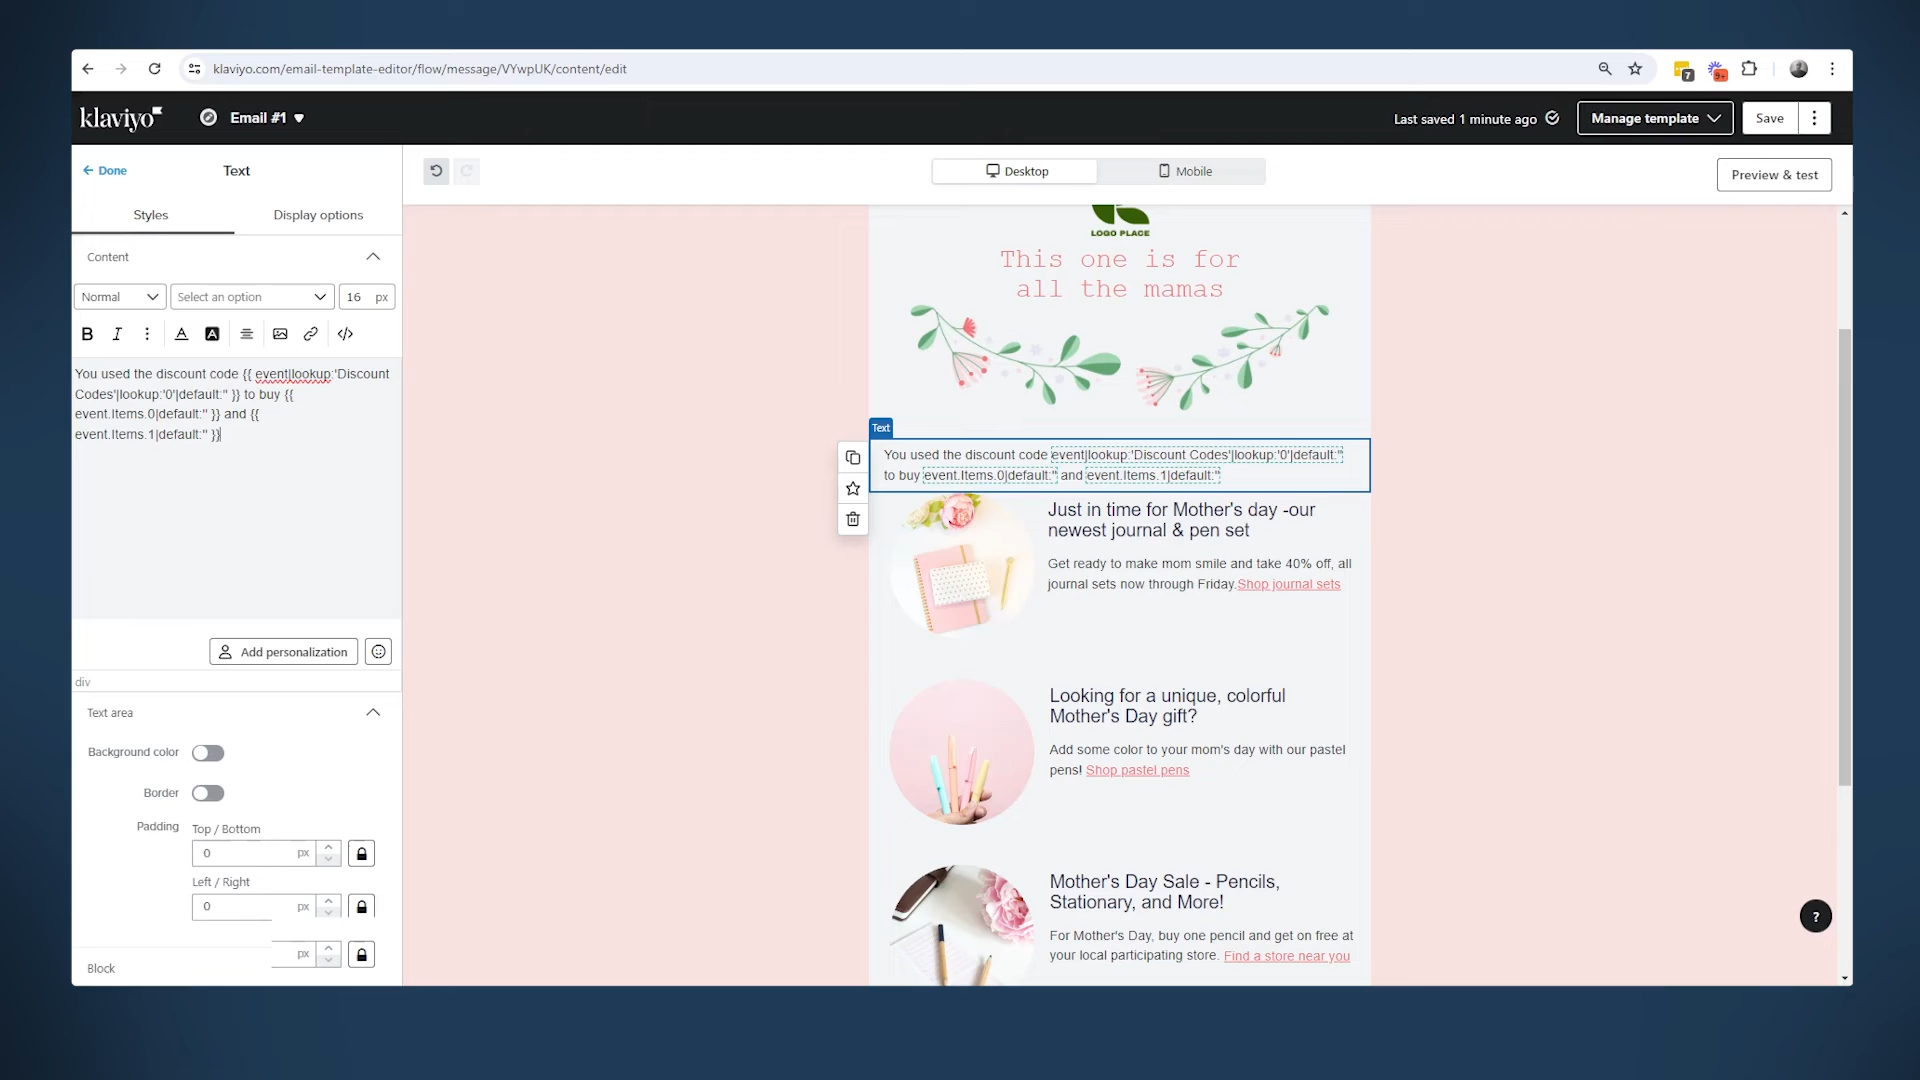 klaviyo.com/email-template-editor/flow/message/VYwpUK/content/edit
7
9+
klaviyo
Email #1
Last saved 1 minute ago
Manage template
Save
Done
Text
Desktop
Mobile
Preview & test
Styles
Display options
Content
Normal
Select an option
16 px
B I A A
You used the discount code {{ event|lookup:'Discount
Codes'|lookup:'0'|default:'' }} to buy {{
event.Items.0|default:'' }} and {{
event.Items.1|default:'' }}
Add personalization
div
Text area
Background color
Border
Padding
Top / Bottom
0 px
Left / Right
0 px
px
Block
LOGO PLACE
This one is for
all the mamas
Text
You used the discount code event|lookup:'Discount Codes'|lookup:'0'|default:''
to buy event.Items.0|default:'' and event.Items.1|default:''
Just in time for Mother's day -our
newest journal & pen set
Get ready to make mom smile and take 40% off, all
journal sets now through Friday.Shop journal sets
Looking for a unique, colorful
Mother's Day gift?
Add some color to your mom's day with our pastel
pens! Shop pastel pens
Mother's Day Sale - Pencils,
Stationary, and More!
For Mother's Day, buy one pencil and get on free at
your local participating store. Find a store near you
?